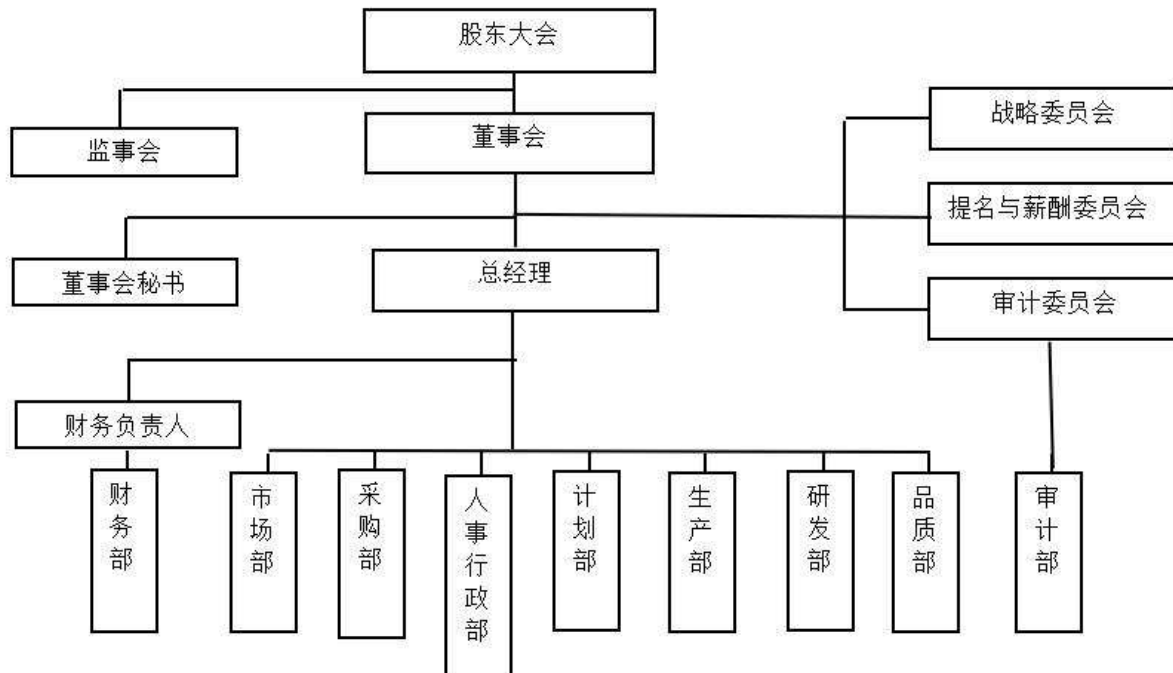 股东大会
监事会
董事会
战略委员会
提名与薪酬委员会
董事会秘书
总经理
审计委员会
财务负责人
财务部
市场部
采购部
人事行政部
计划部
生产部
研发部
品质部
审计部